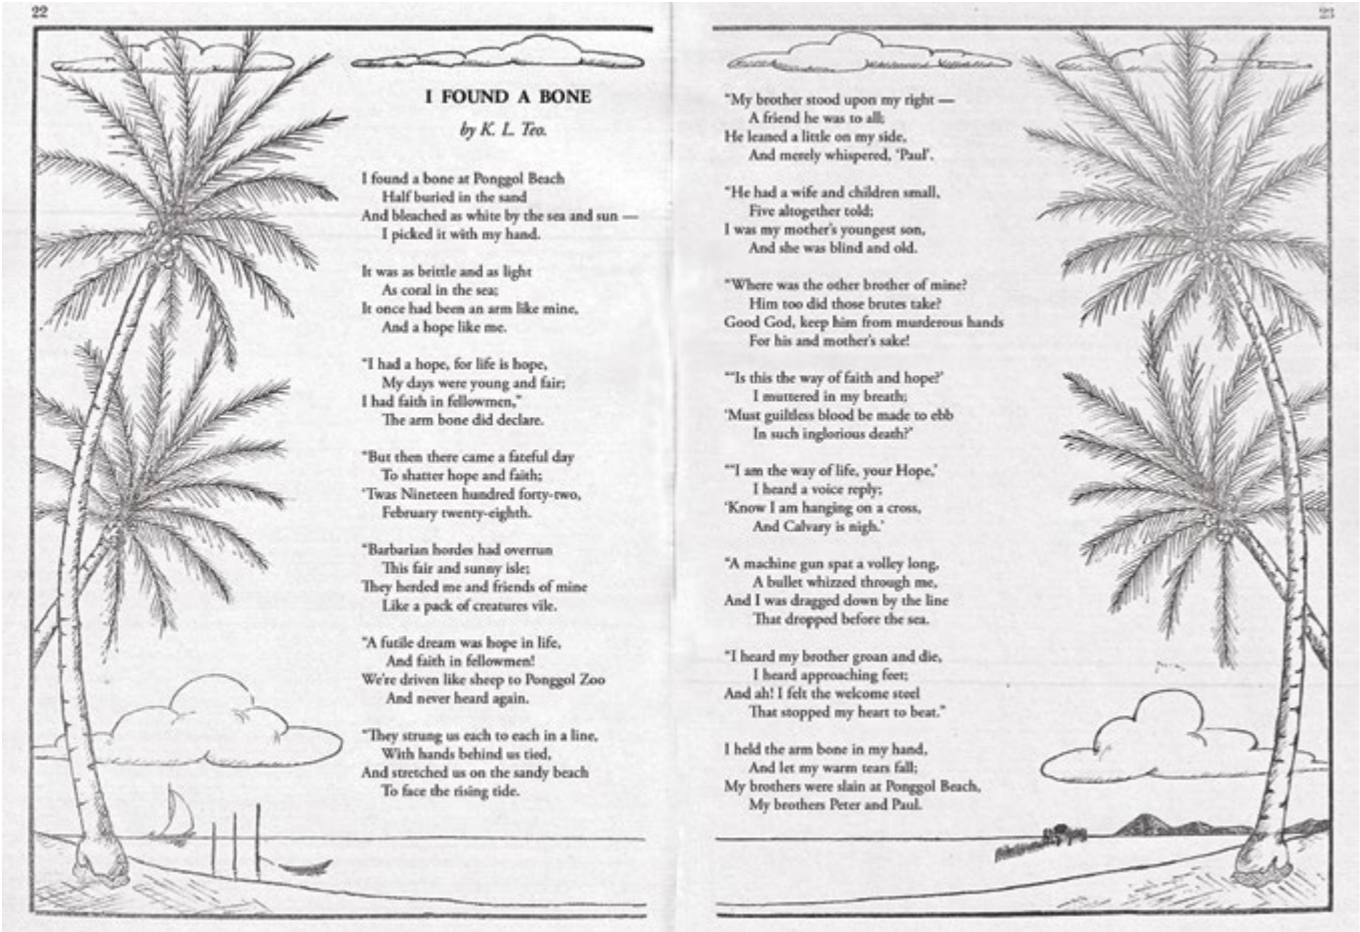 22
I FOUND A BONE
by K. L. Teo.
I found a bone at Ponggol Beach
Half buried in the sand
And bleached as white by the sea and sun —
I picked it with my hand.
It was as brittle and as light
As coral in the sea;
It once had been an arm like mine,
And a hope like me.
"I had a hope, for life is hope,
My days were young and fair;
I had faith in fellowmen,"
The arm bone did declare.
"But then there came a fateful day
To shatter hope and faith;
'Twas Nineteen hundred forty-two,
February twenty-eighth.
"Barbarian hordes had overrun
This fair and sunny isle;
They herded me and friends of mine
Like a pack of creatures vile.
"A futile dream was hope in life,
And faith in fellowmen!
We're driven like sheep to Ponggol Zoo
And never heard again.
"They strung us each to each in a line,
With hands behind us tied,
And stretched us on the sandy beach
To face the rising tide.
23
"My brother stood upon my right —
A friend he was to all;
He leaned a little on my side,
And merely whispered, 'Paul'.
"He had a wife and children small,
Five altogether told;
I was my mother's youngest son,
And she was blind and old.
"Where was the other brother of mine?
Him too did those brutes take?
Good God, keep him from murderous hands
For his and mother's sake!
"'Is this the way of faith and hope?'
I muttered in my breath;
'Must guiltless blood be made to ebb
In such inglorious death?'
"'I am the way of life, your Hope,'
I heard a voice reply;
'Know I am hanging on a cross,
And Calvary is nigh.'
"A machine gun spat a volley long,
A bullet whizzed through me,
And I was dragged down by the line
That dropped before the sea.
"I heard my brother groan and die,
I heard approaching feet;
And ah! I felt the welcome steel
That stopped my heart to beat."
I held the arm bone in my hand,
And let my warm tears fall;
My brothers were slain at Ponggol Beach,
My brothers Peter and Paul.